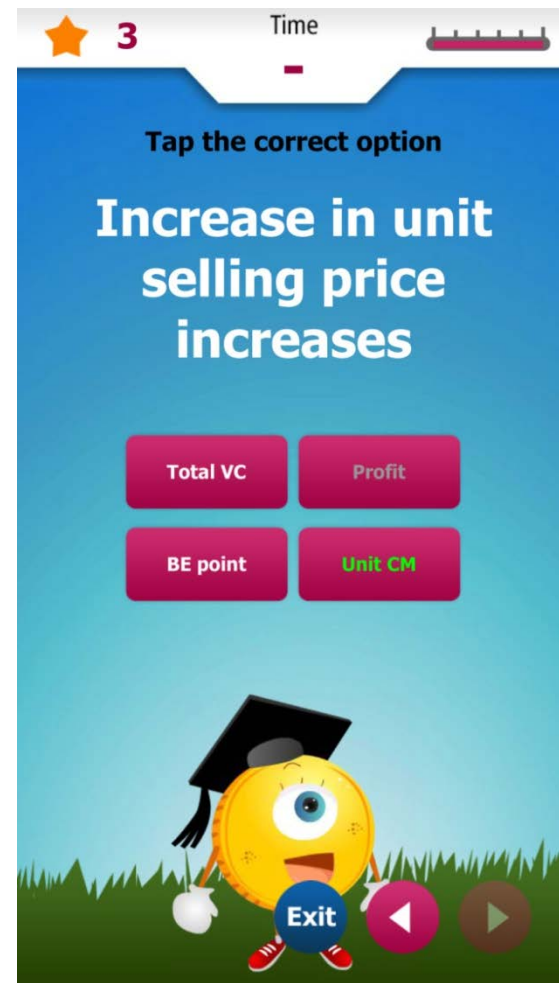 3
Time
-
Tap the correct option
Increase in unit
selling price
increases
Total VC
Profit
BE point
Unit CM
Exit